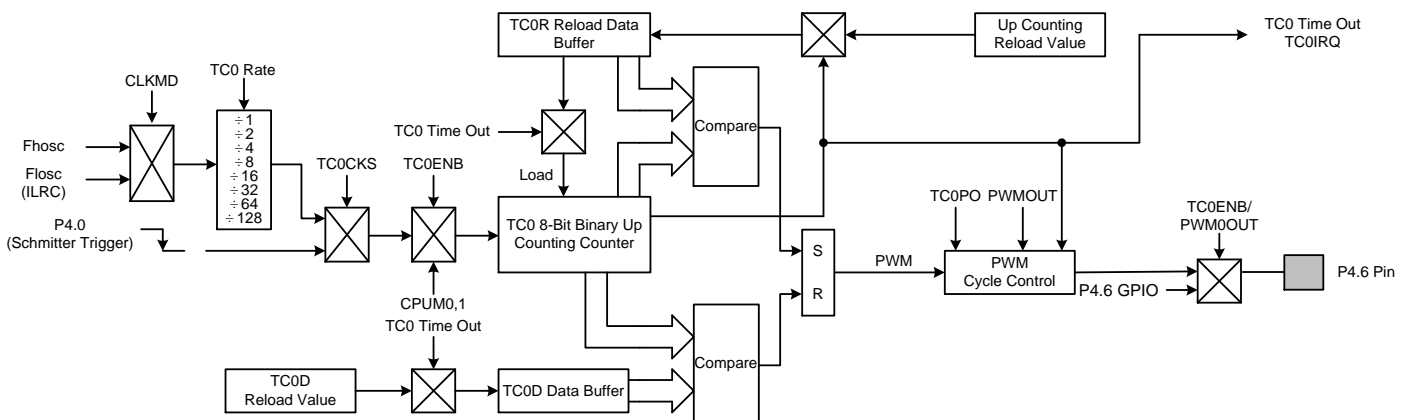 TC0R Reload Data
Buffer
Up Counting
Reload Value
TC0 Time Out
TC0IRQ
TC0 Rate
CLKMD
÷1
÷2
÷4
÷8
÷16
÷32
÷64
÷128
Fhosc
Flosc
(ILRC)
TC0 Time Out
Compare
Load
TC0CKS
TC0ENB
P4.0
(Schmitter Trigger)
TC0 8-Bit Binary Up
Counting Counter
TC0PO
PWMOUT
TC0ENB/
PWM0OUT
S
R
PWM
PWM
Cycle Control
P4.6 GPIO
P4.6 Pin
CPUM0,1
TC0 Time Out
Compare
TC0D
Reload Value
TC0D Data Buffer